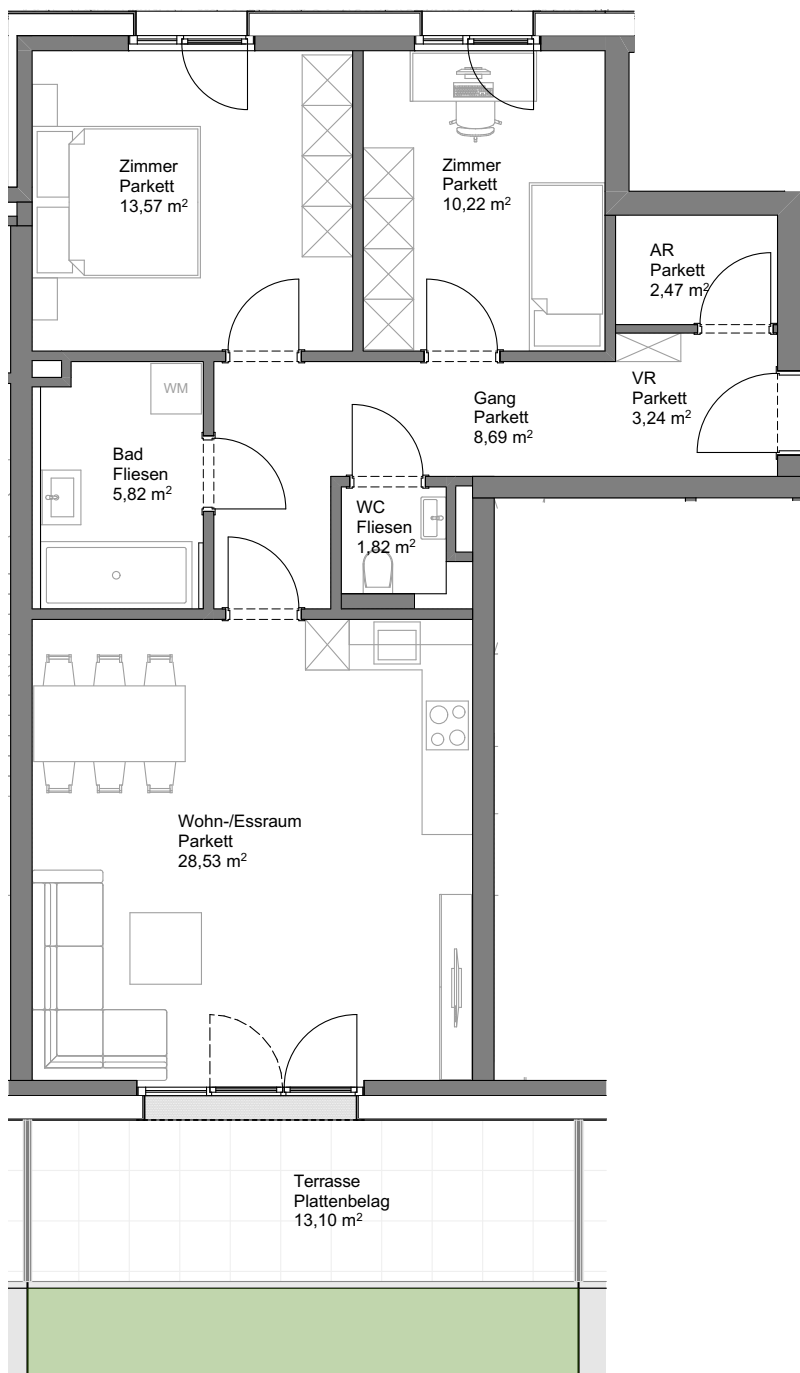 Zimmer
Parkett
13,57 m²
Zimmer
Parkett
10,22 m²
AR
Parkett
2,47 m²
VR
Parkett
3,24 m²
Gang
Parkett
8,69 m²
WM
Bad
Fliesen
5,82 m²
WC
Fliesen
1,82 m²
Wohn-/Essraum
Parkett
28,53 m²
Terrasse
Plattenbelag
13,10 m²